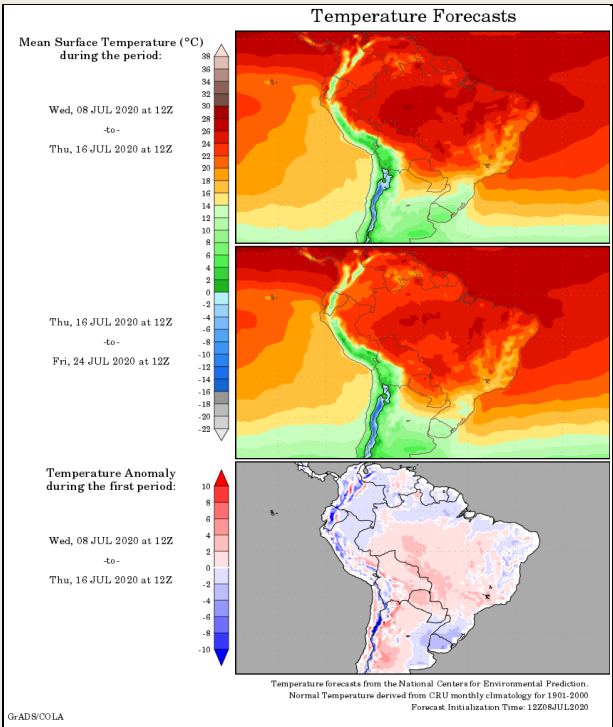 Temperature Forecasts
Mean Surface Temperature (°C)
during the period:
Wed, 08 JUL 2020 at 12Z
-to-
Thu, 16 JUL 2020 at 12Z
38
36
34
32
30
28
26
24
22
20
18
16
14
12
10
8
6
4
2
0
-2
-4
-6
-8
-10
-12
-14
-16
-18
-20
-22
Thu, 16 JUL 2020 at 12Z
-to-
Fri, 24 JUL 2020 at 12Z
Temperature Anomaly
during the first period:
Wed, 08 JUL 2020 at 12Z
-to-
Thu, 16 JUL 2020 at 12Z
10
8
6
4
2
0
-2
-4
-6
-8
-10
Temperature forecasts from the National Centers for Environmental Prediction.
Normal Temperature derived from CRU monthly climatology for 1901-2000
Forecast Initialization Time: 12Z08JUL2020
GrADS/COLA